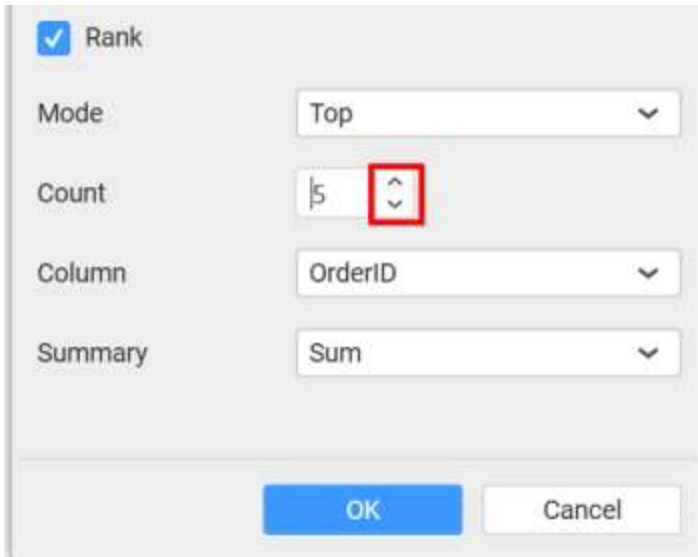 Rank
Mode Top
Count 5
Column OrderID
Summary Sum
OK Cancel